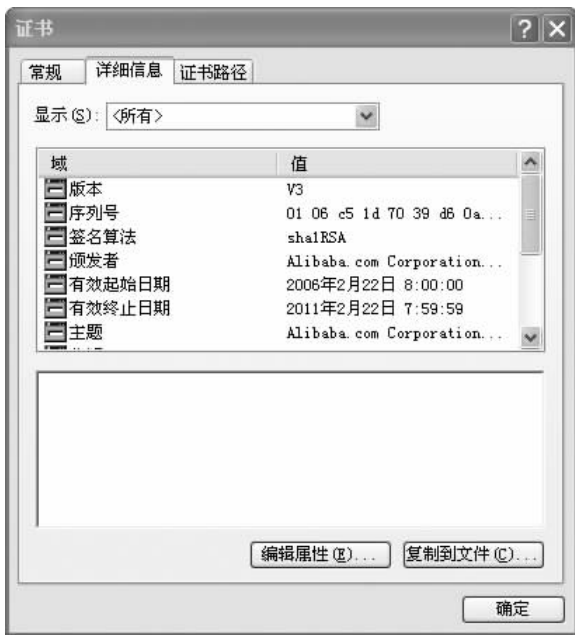 证书
常规 详细信息 证书路径
显示(S): <所有>
域 值
版本 V3
序列号 01 06 c5 1d 70 39 d6 0a...
签名算法 sha1RSA
颁发者 Alibaba.com Corporation...
有效起始日期 2006年2月22日 8:00:00
有效终止日期 2011年2月22日 7:59:59
主题 Alibaba.com Corporation...
编辑属性(E)... 复制到文件(C)...
确定